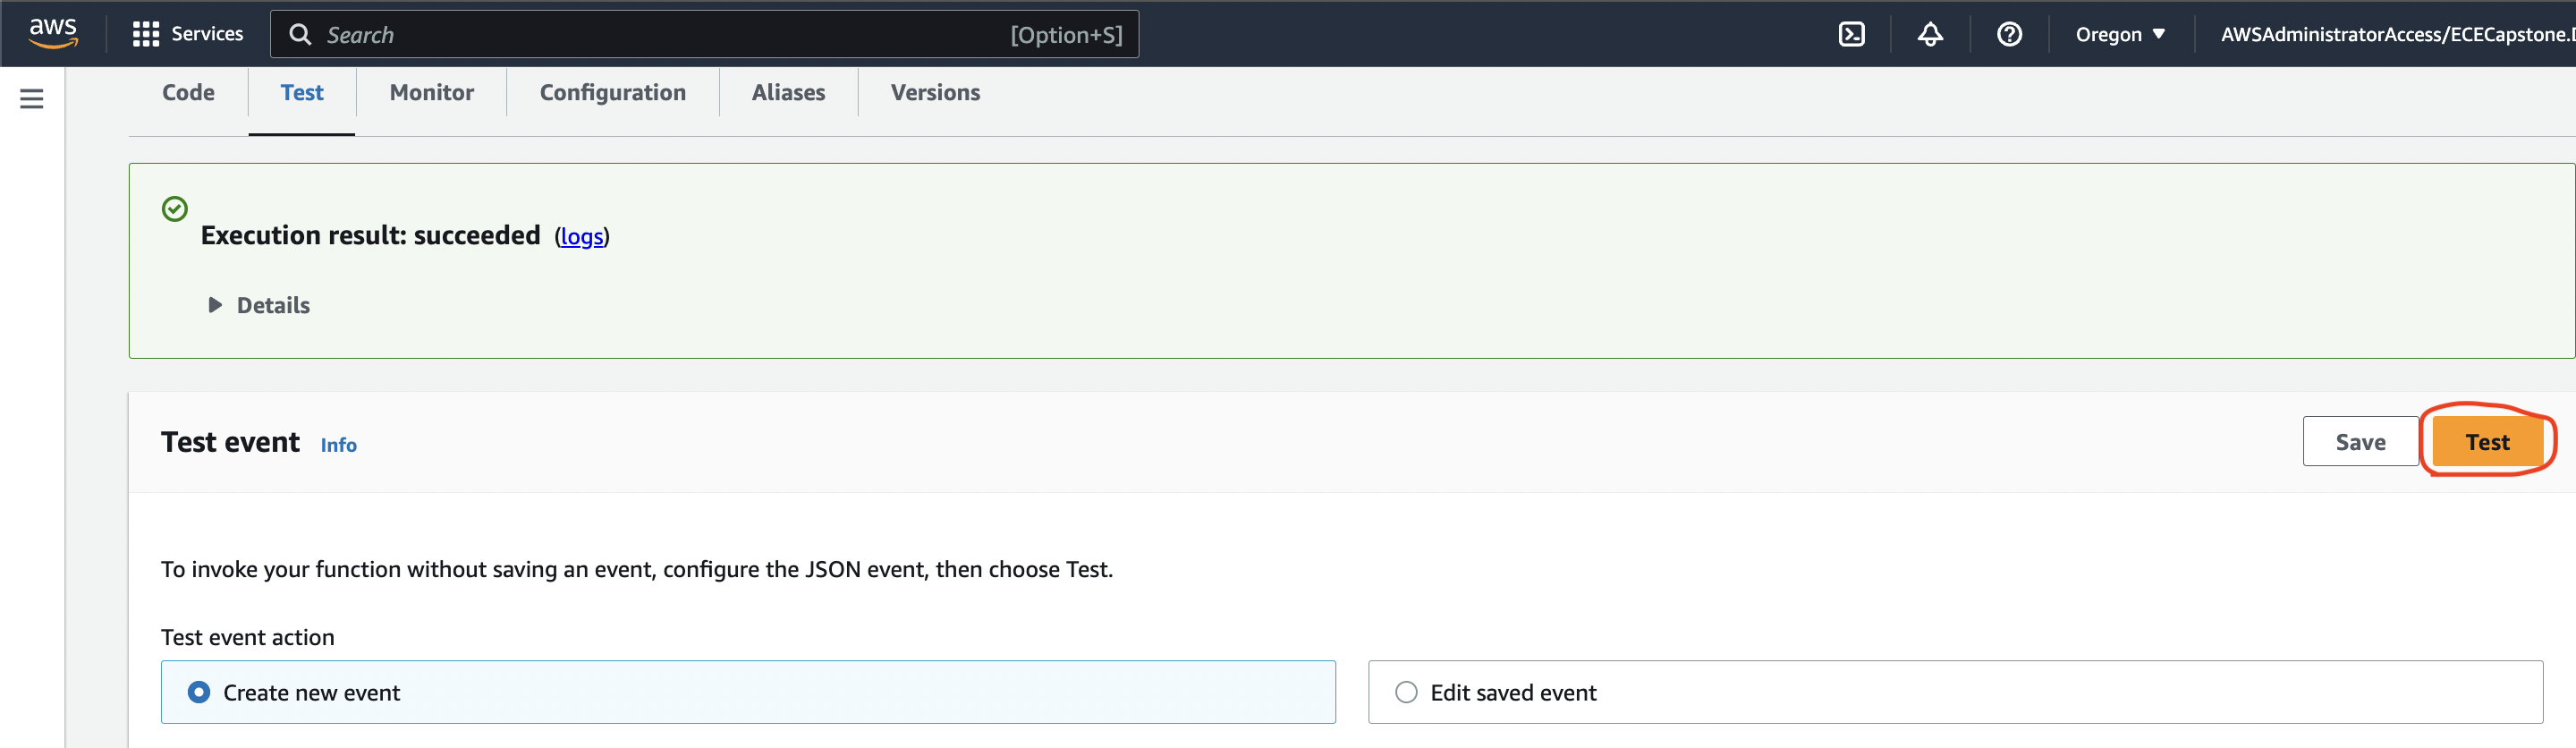 aws Services Search [Option+S] Oregon ▼ AWSAdministratorAccess/ECECapstone.
Code Test Monitor Configuration Aliases Versions
Execution result: succeeded (logs)
▶ Details
Test event Info Save Test
To invoke your function without saving an event, configure the JSON event, then choose Test.
Test event action
Create new event Edit saved event